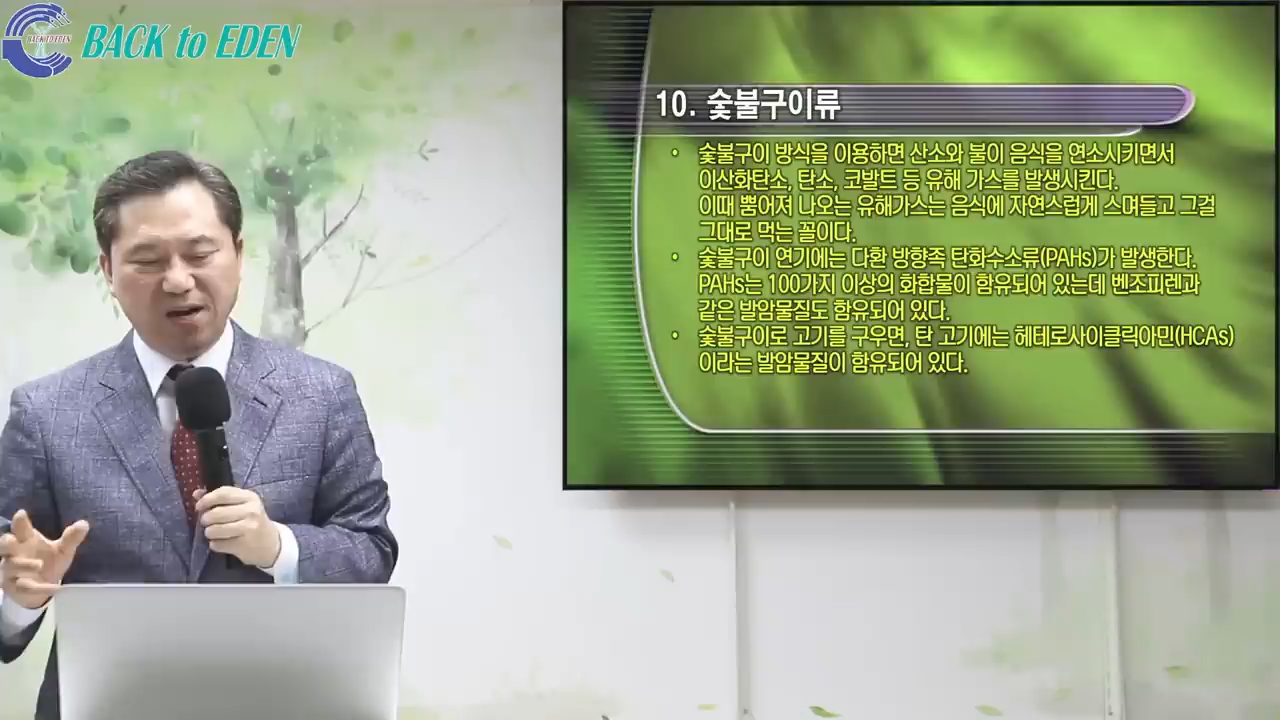 BACK TO EDEN
BACK to EDEN
10. 숯불구이류
• 숯불구이 방식을 이용하면 산소와 불이 음식을 연소시키면서
이산화탄소, 탄소, 코발트 등 유해 가스를 발생시킨다.
이때 뿜어져 나오는 유해가스는 음식에 자연스럽게 스며들고 그걸
그대로 먹는 꼴이다.
• 숯불구이 연기에는 다환 방향족 탄화수소류(PAHs)가 발생한다.
PAHs는 100가지 이상의 화합물이 함유되어 있는데 벤조피렌과
같은 발암물질도 함유되어 있다.
• 숯불구이로 고기를 구우면, 탄 고기에는 헤테로사이클릭아민(HCAs)
이라는 발암물질이 함유되어 있다.